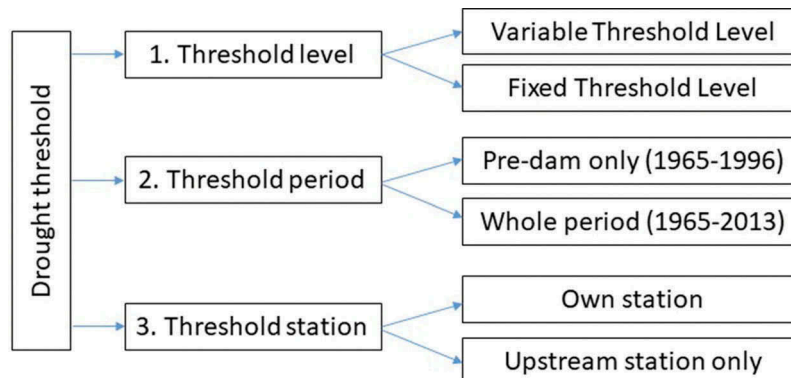 Drought threshold
1. Threshold level
Variable Threshold Level
Fixed Threshold Level
2. Threshold period
Pre-dam only (1965-1996)
Whole period (1965-2013)
3. Threshold station
Own station
Upstream station only